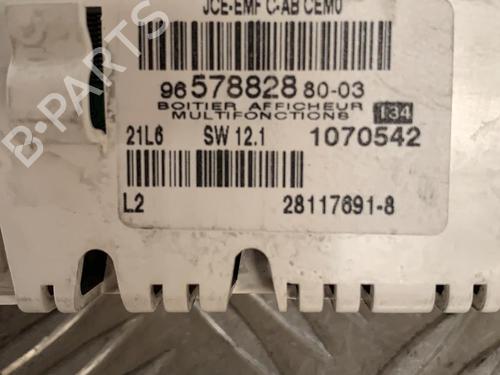 JCE-EMF C-AB CEM0
96 578828 80-03
BOITIER AFFICHEUR
MULTIFONCTIONS 134
21L6 SW 12.1 1070542
L2 28117691-8